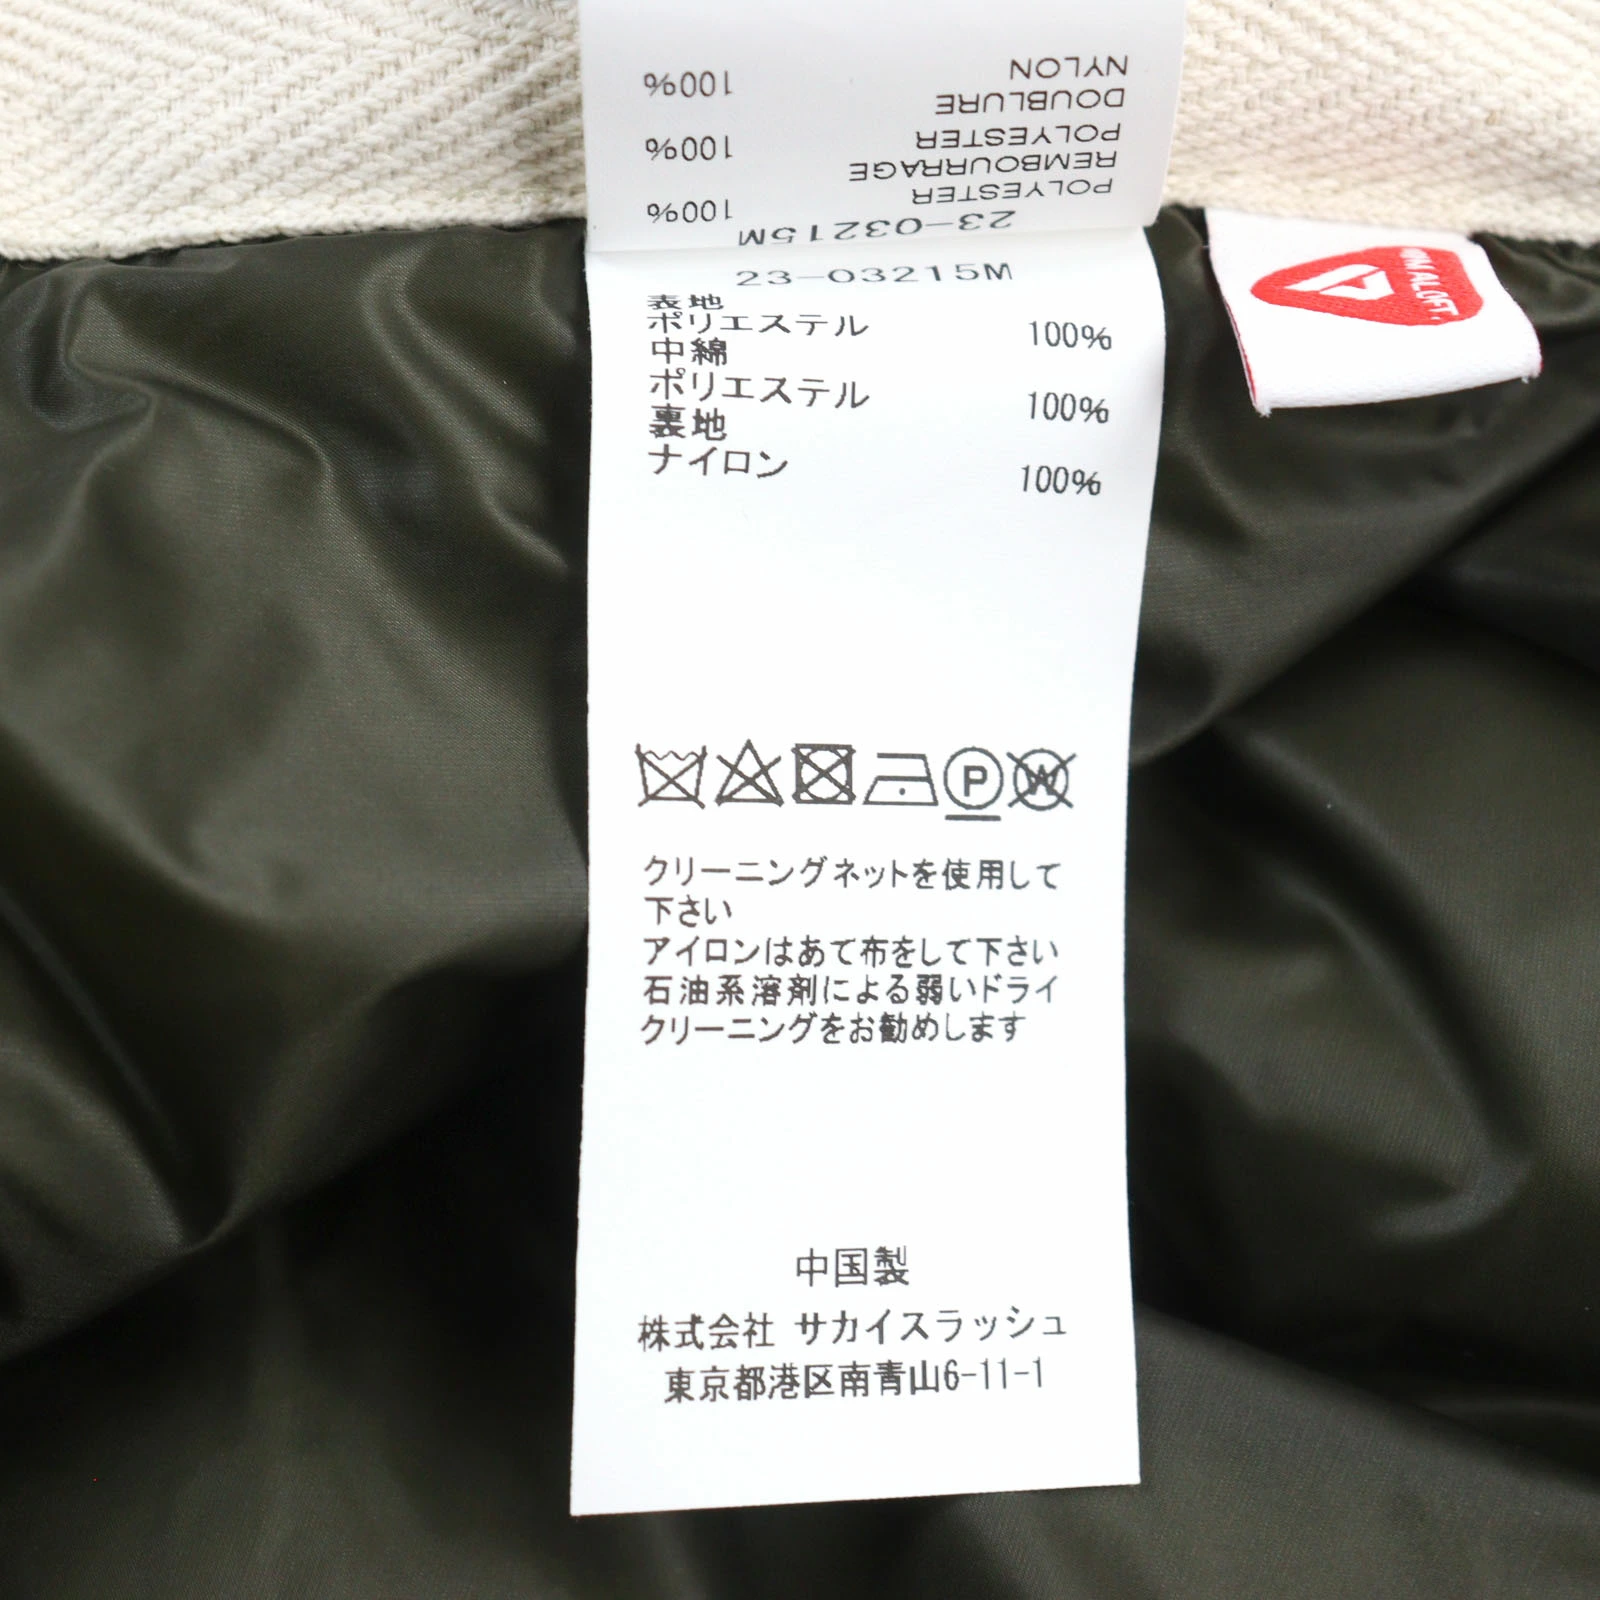 NYLON 100%
DOUBLURE
POLYESTER 100%
REMBOURRAGE
POLYESTER 100%
23-03215M
23-03215M
表地
ポリエステル 100%
中綿
ポリエステル 100%
裏地
ナイロン 100%
P W
クリーニングネットを使用して
下さい
アイロンはあて布をして下さい
石油系溶剤による弱いドライ
クリーニングをお勧めします
中国製
株式会社 サカイスラッシュ
東京都港区南青山6-11-1
ALOFT.